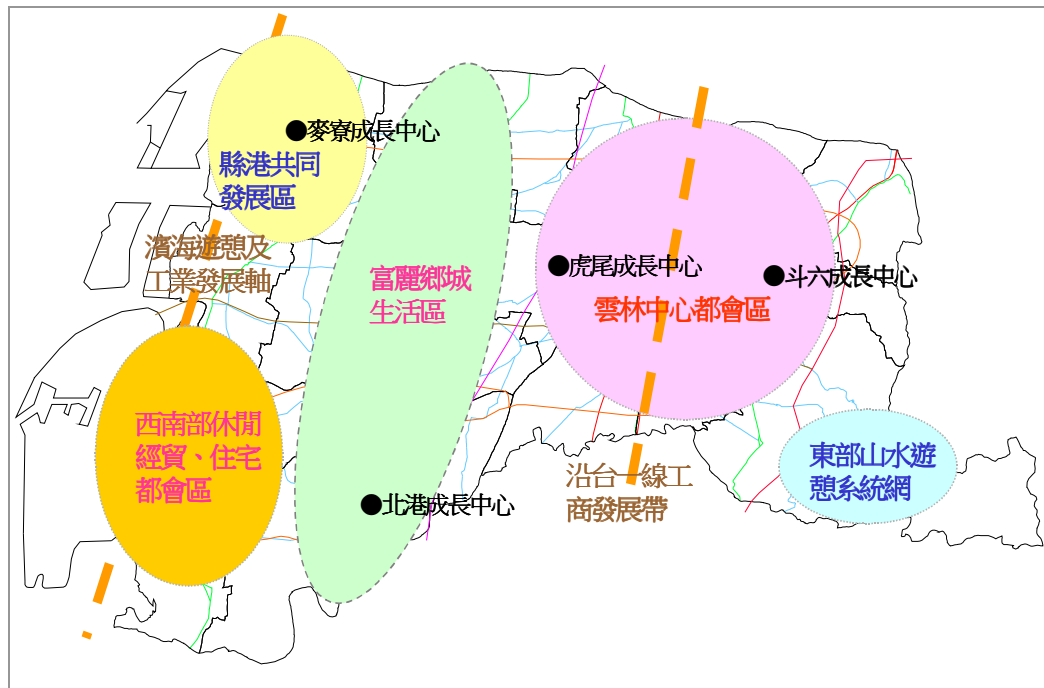 麥寮成長中心
縣港共同
發展區
濱海遊憩及
工業發展軸
富麗鄉城
生活區
虎尾成長中心
斗六成長中心
雲林中心都會區
西南部休閒
經貿、住宅
都會區
北港成長中心
沿台一線工
商發展帶
東部山水遊
憩系統網